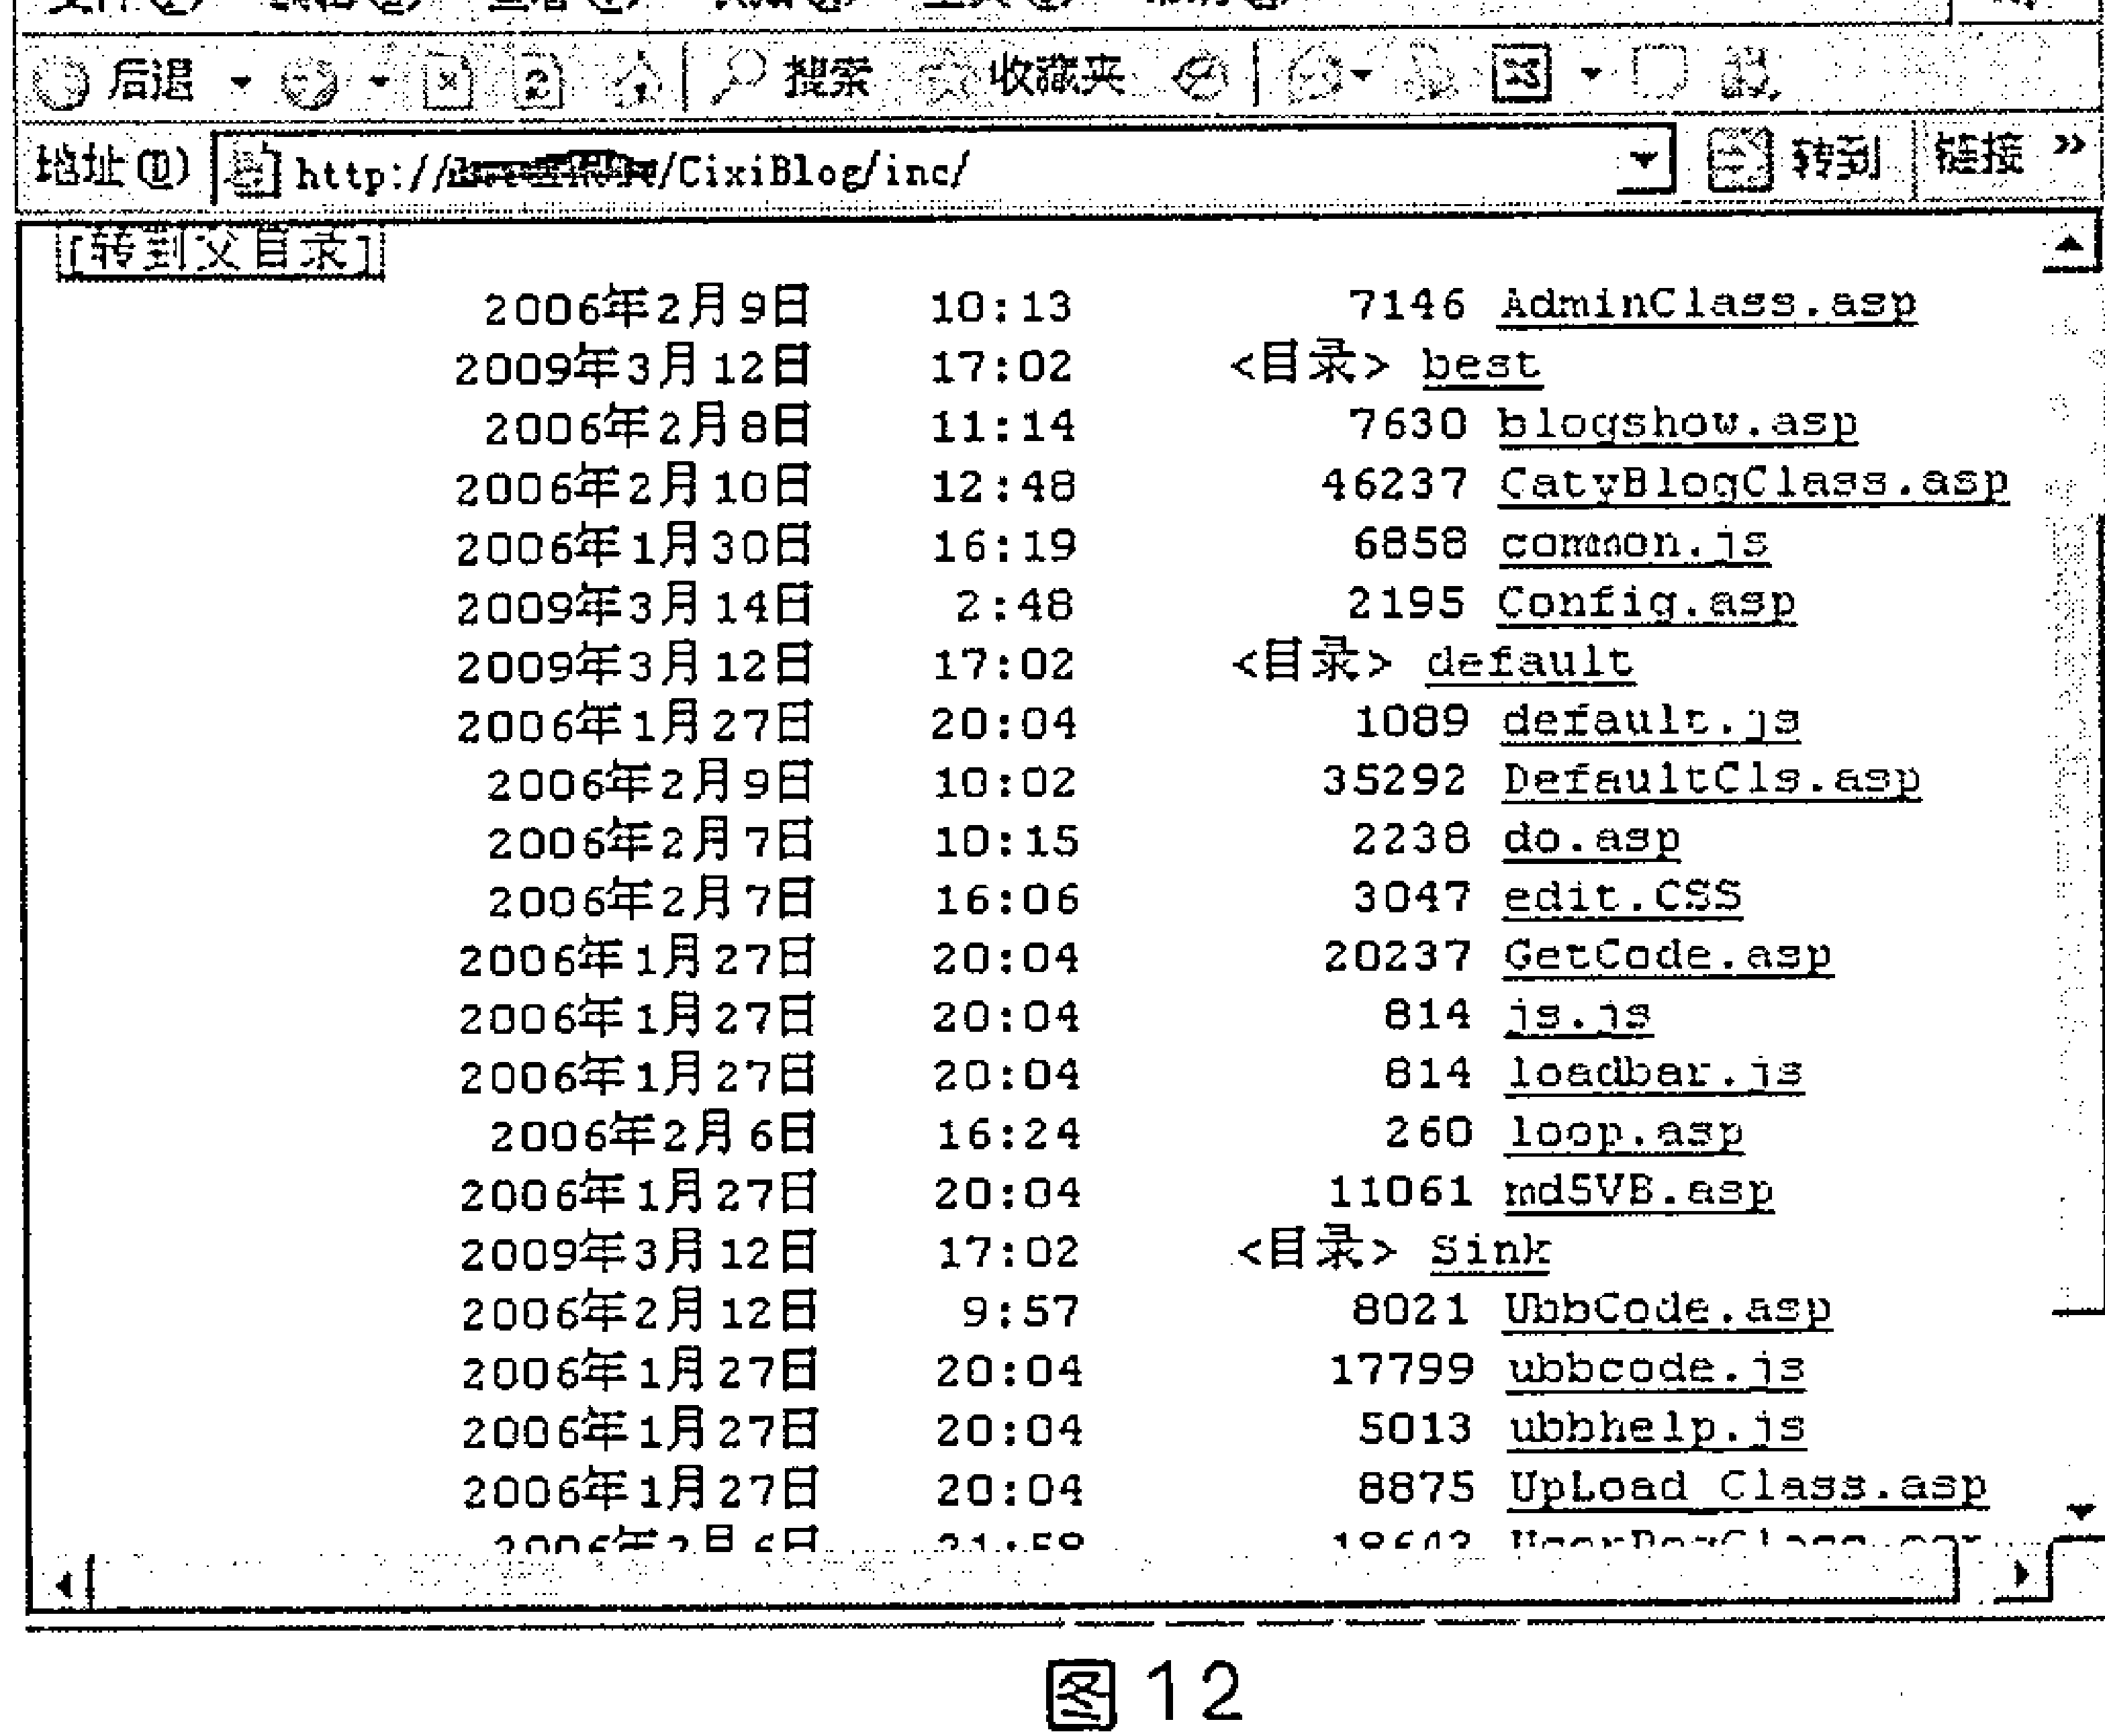 后退 搜索 收藏夹
地址(D) http:// /CixiBlog/inc/ 转到 链接 »
[转到父目录]
2006年2月9日 10:13 7146 AdminClass.asp
2009年3月12日 17:02 <目录> best
2006年2月8日 11:14 7630 blogshow.asp
2006年2月10日 12:48 46237 CatyBlogClass.asp
2006年1月30日 16:19 6858 common.js
2009年3月14日 2:48 2195 Config.asp
2009年3月12日 17:02 <目录> default
2006年1月27日 20:04 1089 default.js
2006年2月9日 10:02 35292 DefaultCls.asp
2006年2月7日 10:15 2238 do.asp
2006年2月7日 16:06 3047 edit.CSS
2006年1月27日 20:04 20237 GetCode.asp
2006年1月27日 20:04 814 js.js
2006年1月27日 20:04 814 loadbar.js
2006年2月6日 16:24 260 loop.asp
2006年1月27日 20:04 11061 md5VB.asp
2009年3月12日 17:02 <目录> Sink
2006年2月12日 9:57 8021 UbbCode.asp
2006年1月27日 20:04 17799 ubbcode.js
2006年1月27日 20:04 5013 ubbhelp.js
2006年1月27日 20:04 8875 UpLoad_Class.asp
图 12